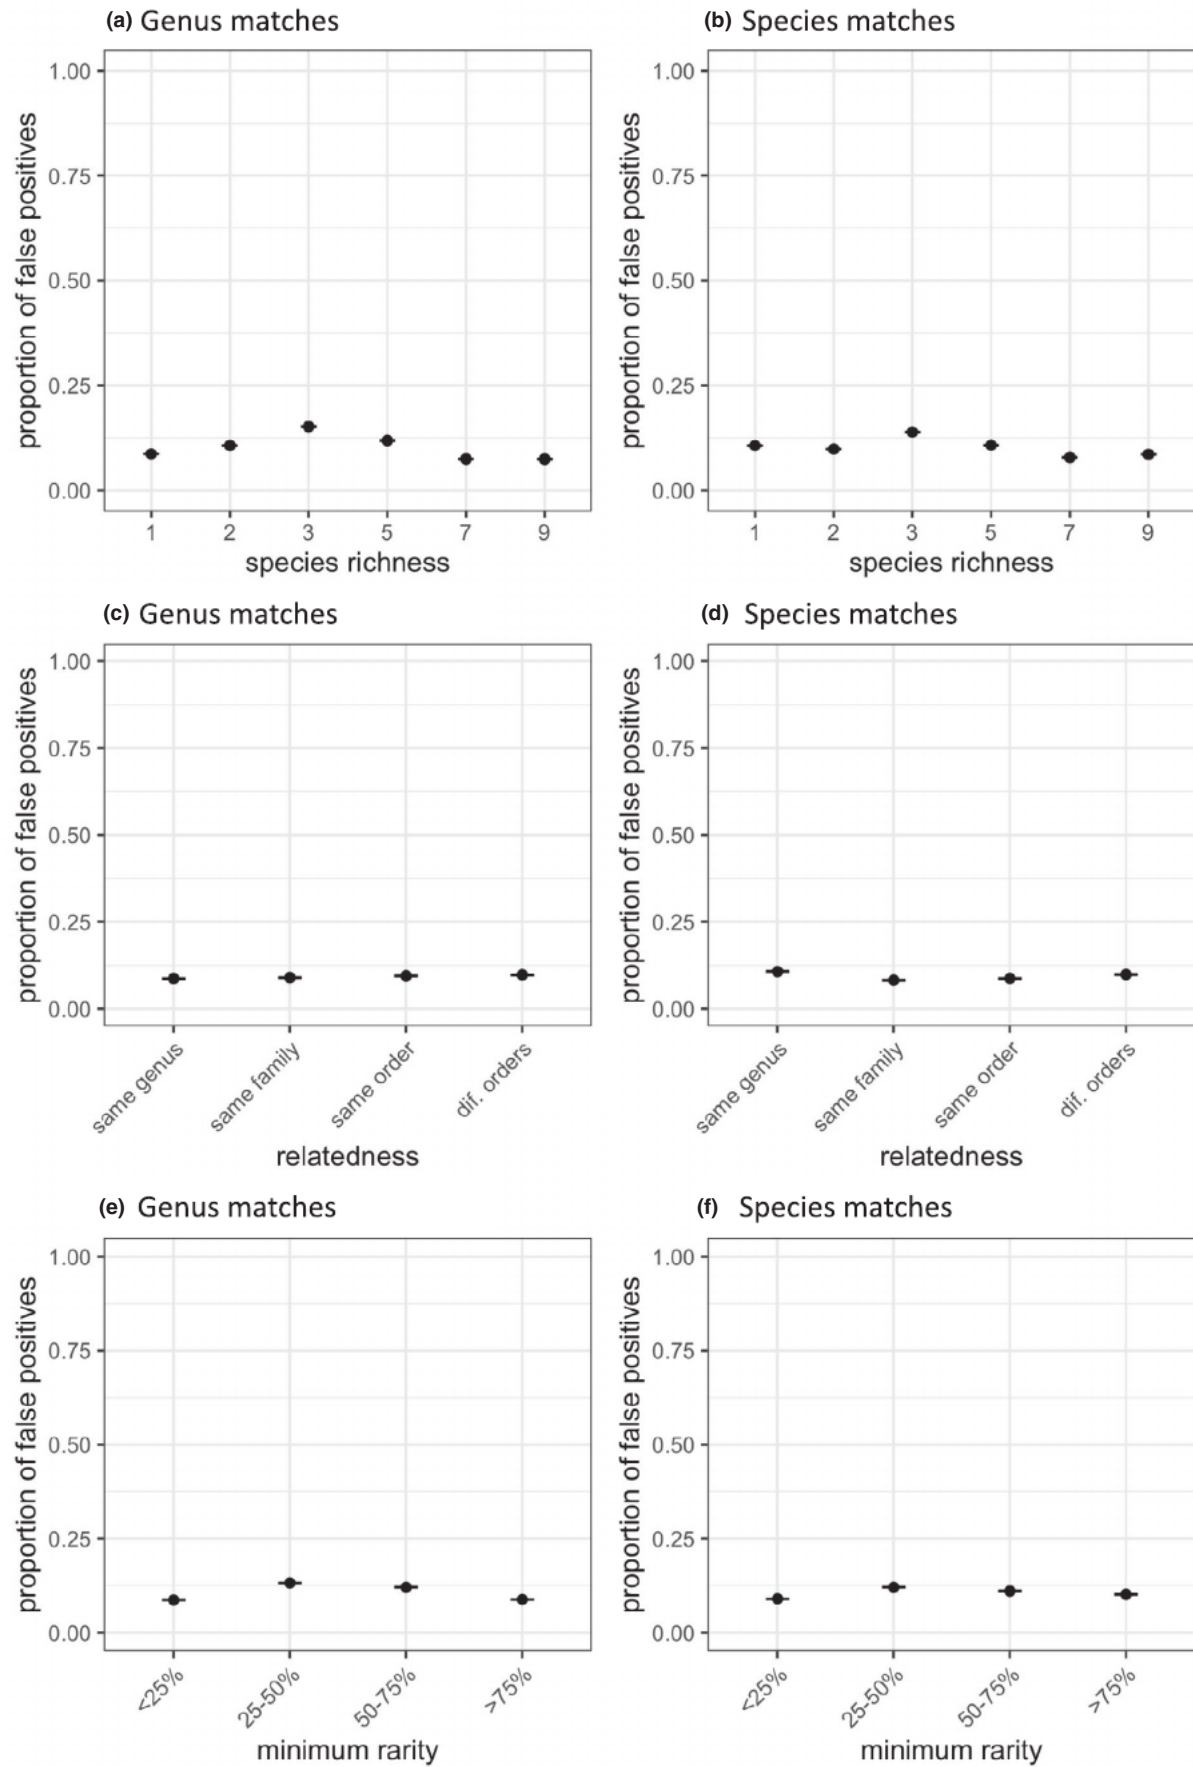 (a) Genus matches
(b) Species matches
proportion of false positives
1.00
0.75
0.50
0.25
0.00
1 2 3 5 7 9
species richness
proportion of false positives
1.00
0.75
0.50
0.25
0.00
1 2 3 5 7 9
species richness
(c) Genus matches
(d) Species matches
proportion of false positives
1.00
0.75
0.50
0.25
0.00
same genus
same family
same order
dif. orders
relatedness
proportion of false positives
1.00
0.75
0.50
0.25
0.00
same genus
same family
same order
dif. orders
relatedness
(e) Genus matches
(f) Species matches
proportion of false positives
1.00
0.75
0.50
0.25
0.00
<25%
25-50%
50-75%
>75%
minimum rarity
proportion of false positives
1.00
0.75
0.50
0.25
0.00
<25%
25-50%
50-75%
>75%
minimum rarity